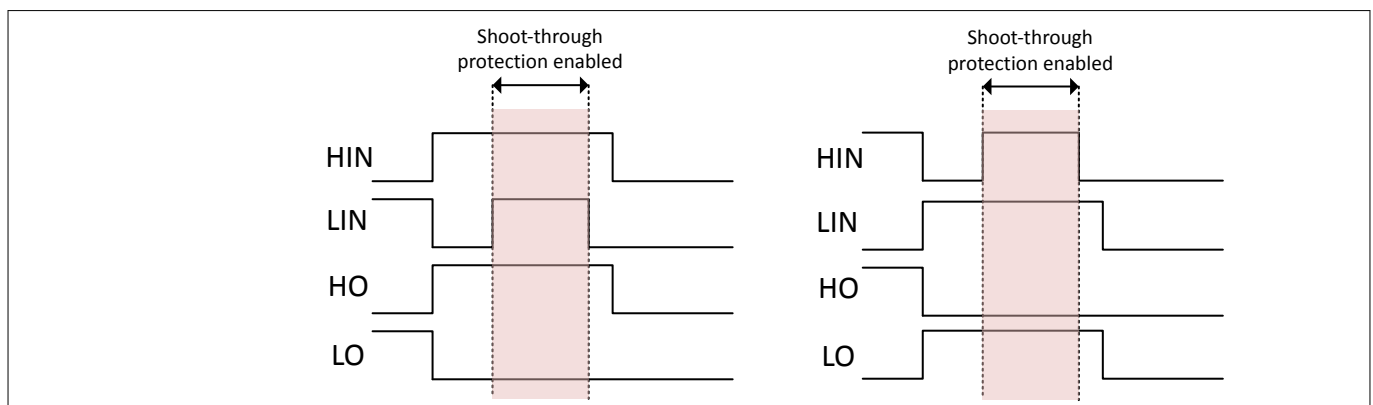 Shoot-through
protection enabled
HIN
LIN
HO
LO
Shoot-through
protection enabled
HIN
LIN
HO
LO